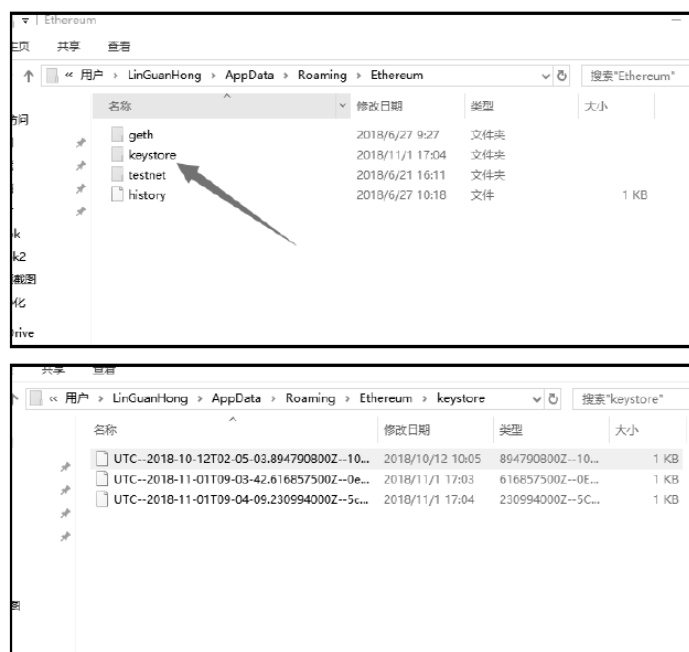 Ethereum
主页 共享 查看
« 用户 › LinGuanHong › AppData › Roaming › Ethereum 搜索"Ethereum"
名称 修改日期 类型 大小
访问
geth 2018/6/27 9:27 文件夹
keystore 2018/11/1 17:04 文件夹
testnet 2018/6/21 16:11 文件夹
history 2018/6/27 10:18 文件 1 KB
k2
截图
化
Drive
共享 查看
« 用户 › LinGuanHong › AppData › Roaming › Ethereum › keystore 搜索"keystore"
名称 修改日期 类型 大小
UTC--2018-10-12T02-05-03.894790800Z--10... 2018/10/12 10:05 894790800Z--10... 1 KB
UTC--2018-11-01T09-03-42.616857500Z--0e... 2018/11/1 17:03 616857500Z--0E... 1 KB
UTC--2018-11-01T09-04-09.230994000Z--5c... 2018/11/1 17:04 230994000Z--5C... 1 KB
图